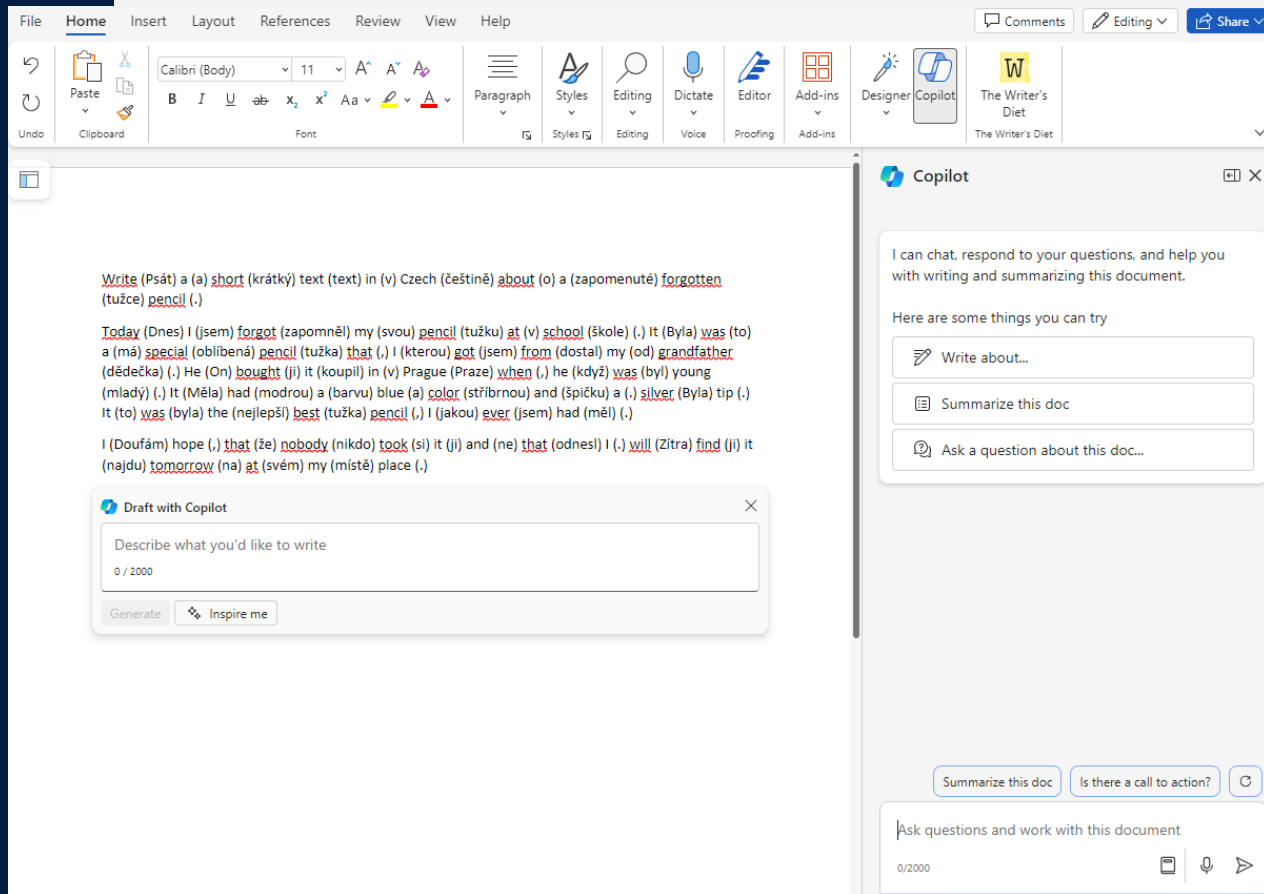 File Home Insert Layout References Review View Help Comments Editing Share
Calibri (Body) 11
Paste
B I U ab x₂ x² Aa A
Paragraph Styles Editing Dictate Editor Add-ins Designer Copilot The Writer's
Diet
Undo Clipboard Font Styles Editing Voice Proofing Add-ins The Writer's Diet
Write (Psát) a (a) short (krátký) text (text) in (v) Czech (češtině) about (o) a (zapomenuté) forgotten
(tužce) pencil (.)
Today (Dnes) I (jsem) forgot (zapomněl) my (svou) pencil (tužku) at (v) school (škole) (.) It (Byla) was (to)
a (má) special (oblíbená) pencil (tužka) that (,) I (kterou) got (jsem) from (dostal) my (od) grandfather
(dědečka) (.) He (On) bought (ji) it (koupil) in (v) Prague (Praze) when (,) he (když) was (byl) young
(mladý) (.) It (Měla) had (modrou) a (barvu) blue (a) color (stříbrnou) and (špičku) a (.) silver (Byla) tip (.)
It (to) was (byla) the (nejlepší) best (tužka) pencil (,) I (jakou) ever (jsem) had (měl) (.)
I (Doufám) hope (,) that (že) nobody (nikdo) took (si) it (ji) and (ne) that (odnesl) I (.) will (Zítra) find (ji) it
(najdu) tomorrow (na) at (svém) my (místě) place (.)
Draft with Copilot
Describe what you'd like to write
0 / 2000
Generate Inspire me
Copilot
I can chat, respond to your questions, and help you
with writing and summarizing this document.
Here are some things you can try
Write about...
Summarize this doc
Ask a question about this doc...
Summarize this doc Is there a call to action?
Ask questions and work with this document
0/2000